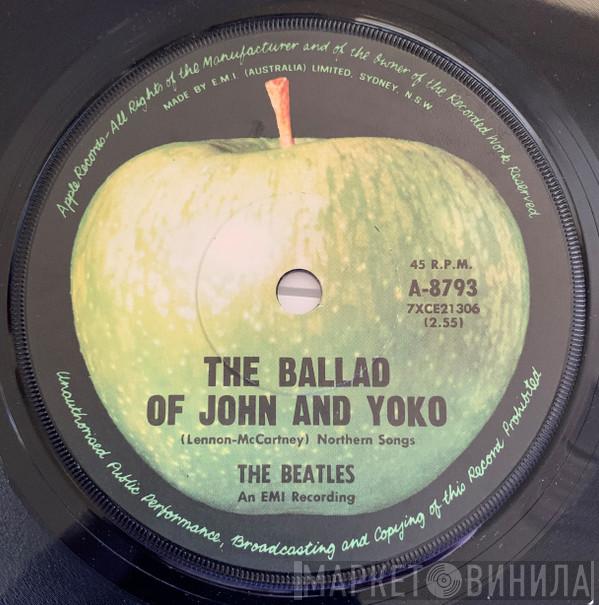 Apple Records-All Rights of the Manufacturer and of the Owner of the Recorded Work Reserved
MADE BY E.M.I. (AUSTRALIA) LIMITED, SYDNEY, N.S.W
45 R.P.M.
A-8793
7XCE21306
(2.55)
THE BALLAD
OF JOHN AND YOKO
(Lennon-McCartney) Northern Songs
THE BEATLES
An EMI Recording
Unauthorised Public Performance, Broadcasting and Copying of this Record Prohibited
МАРКЕТ ВИНИЛА